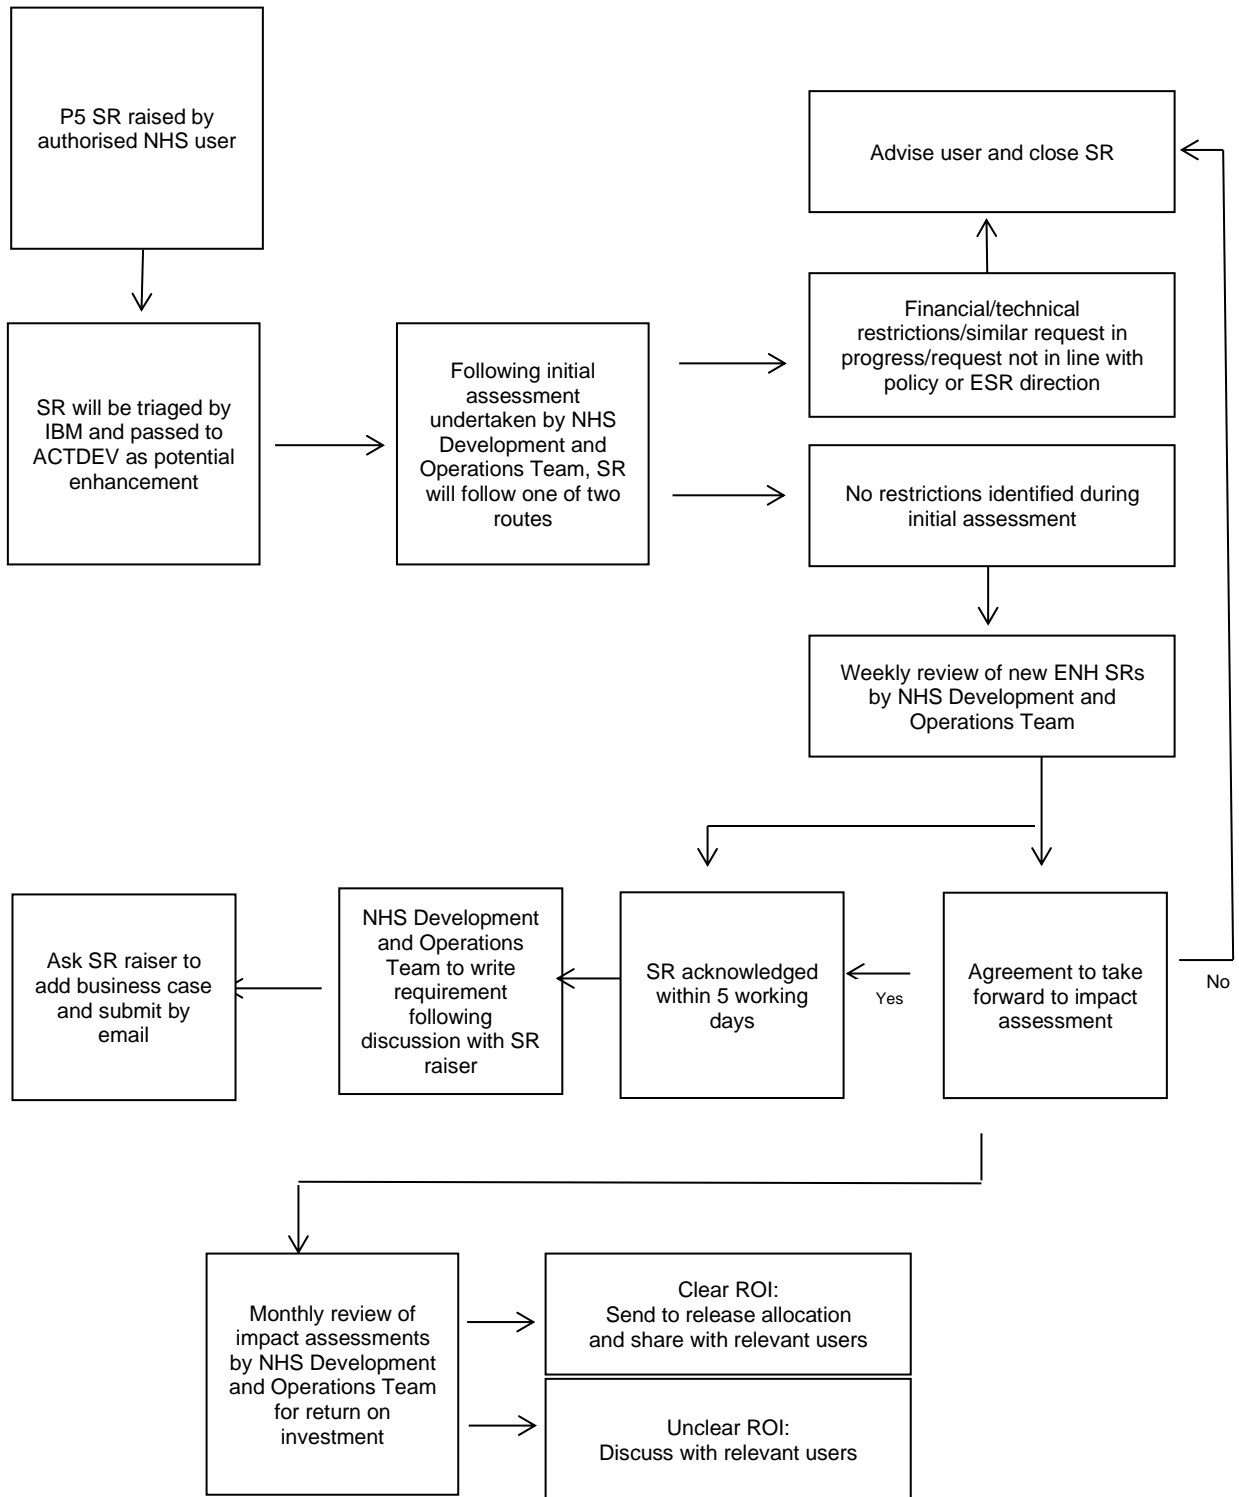 P5 SR raised by
authorised NHS user
Advise user and close SR
SR will be triaged by
IBM and passed to
ACTDEV as potential
enhancement
Following initial
assessment
undertaken by NHS
Development and
Operations Team, SR
will follow one of two
routes
Financial/technical
restrictions/similar request in
progress/request not in line with
policy or ESR direction
No restrictions identified during
initial assessment
Weekly review of new ENH SRs
by NHS Development and
Operations Team
Agreement to take
forward to impact
assessment
No
Yes
SR acknowledged
within 5 working
days
NHS Development
and Operations
Team to write
requirement
following
discussion with SR
raiser
Ask SR raiser to
add business case
and submit by
email
Monthly review of
impact assessments
by NHS Development
and Operations Team
for return on
investment
Clear ROI:
Send to release allocation
and share with relevant users
Unclear ROI:
Discuss with relevant users